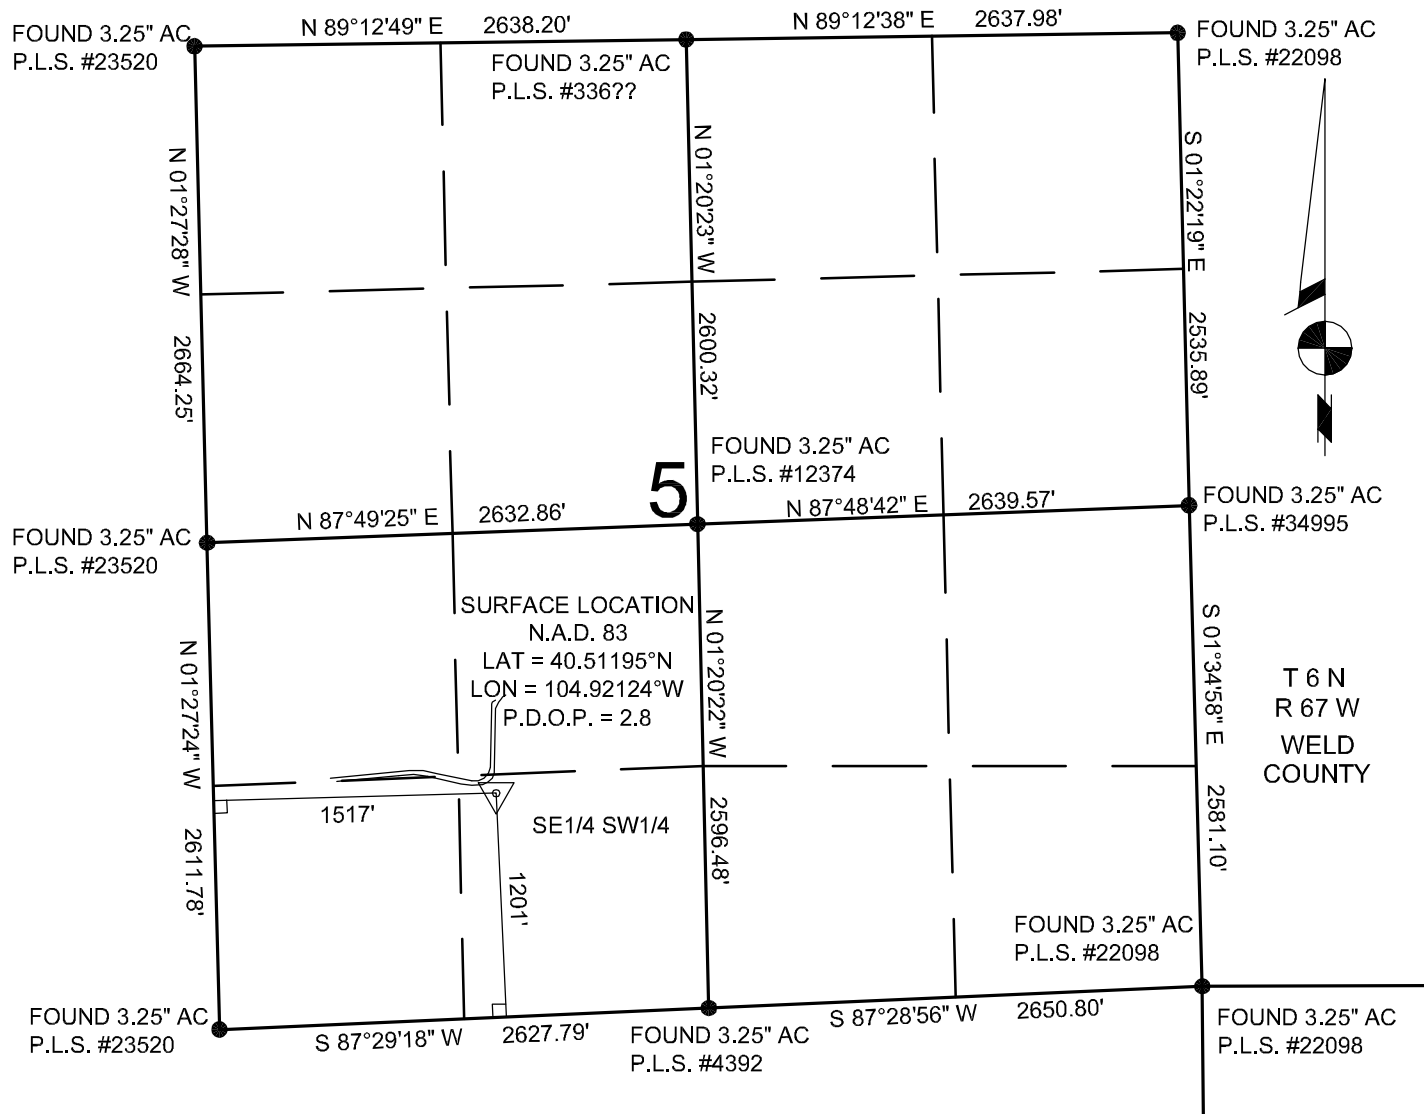 FOUND 3.25" AC
P.L.S. #23520
N 89°12'49" E 2638.20'
FOUND 3.25" AC
P.L.S. #336??
N 89°12'38" E 2637.98'
FOUND 3.25" AC
P.L.S. #22098
N 01°27'28" W 2664.25'
N 01°20'23" W 2600.32'
S 01°22'19" E 2535.89'
FOUND 3.25" AC
P.L.S. #12374
5
FOUND 3.25" AC
P.L.S. #23520
N 87°49'25" E 2632.86'
N 87°48'42" E 2639.57'
FOUND 3.25" AC
P.L.S. #34995
SURFACE LOCATION
N.A.D. 83
LAT = 40.51195°N
LON = 104.92124°W
P.D.O.P. = 2.8
N 01°27'24" W 2611.78'
N 01°20'22" W 2596.48'
S 01°34'58" E 2581.10'
T 6 N
R 67 W
WELD
COUNTY
1517'
SE1/4 SW1/4
1201'
FOUND 3.25" AC
P.L.S. #22098
FOUND 3.25" AC
P.L.S. #23520
S 87°29'18" W 2627.79'
FOUND 3.25" AC
P.L.S. #4392
S 87°28'56" W 2650.80'
FOUND 3.25" AC
P.L.S. #22098